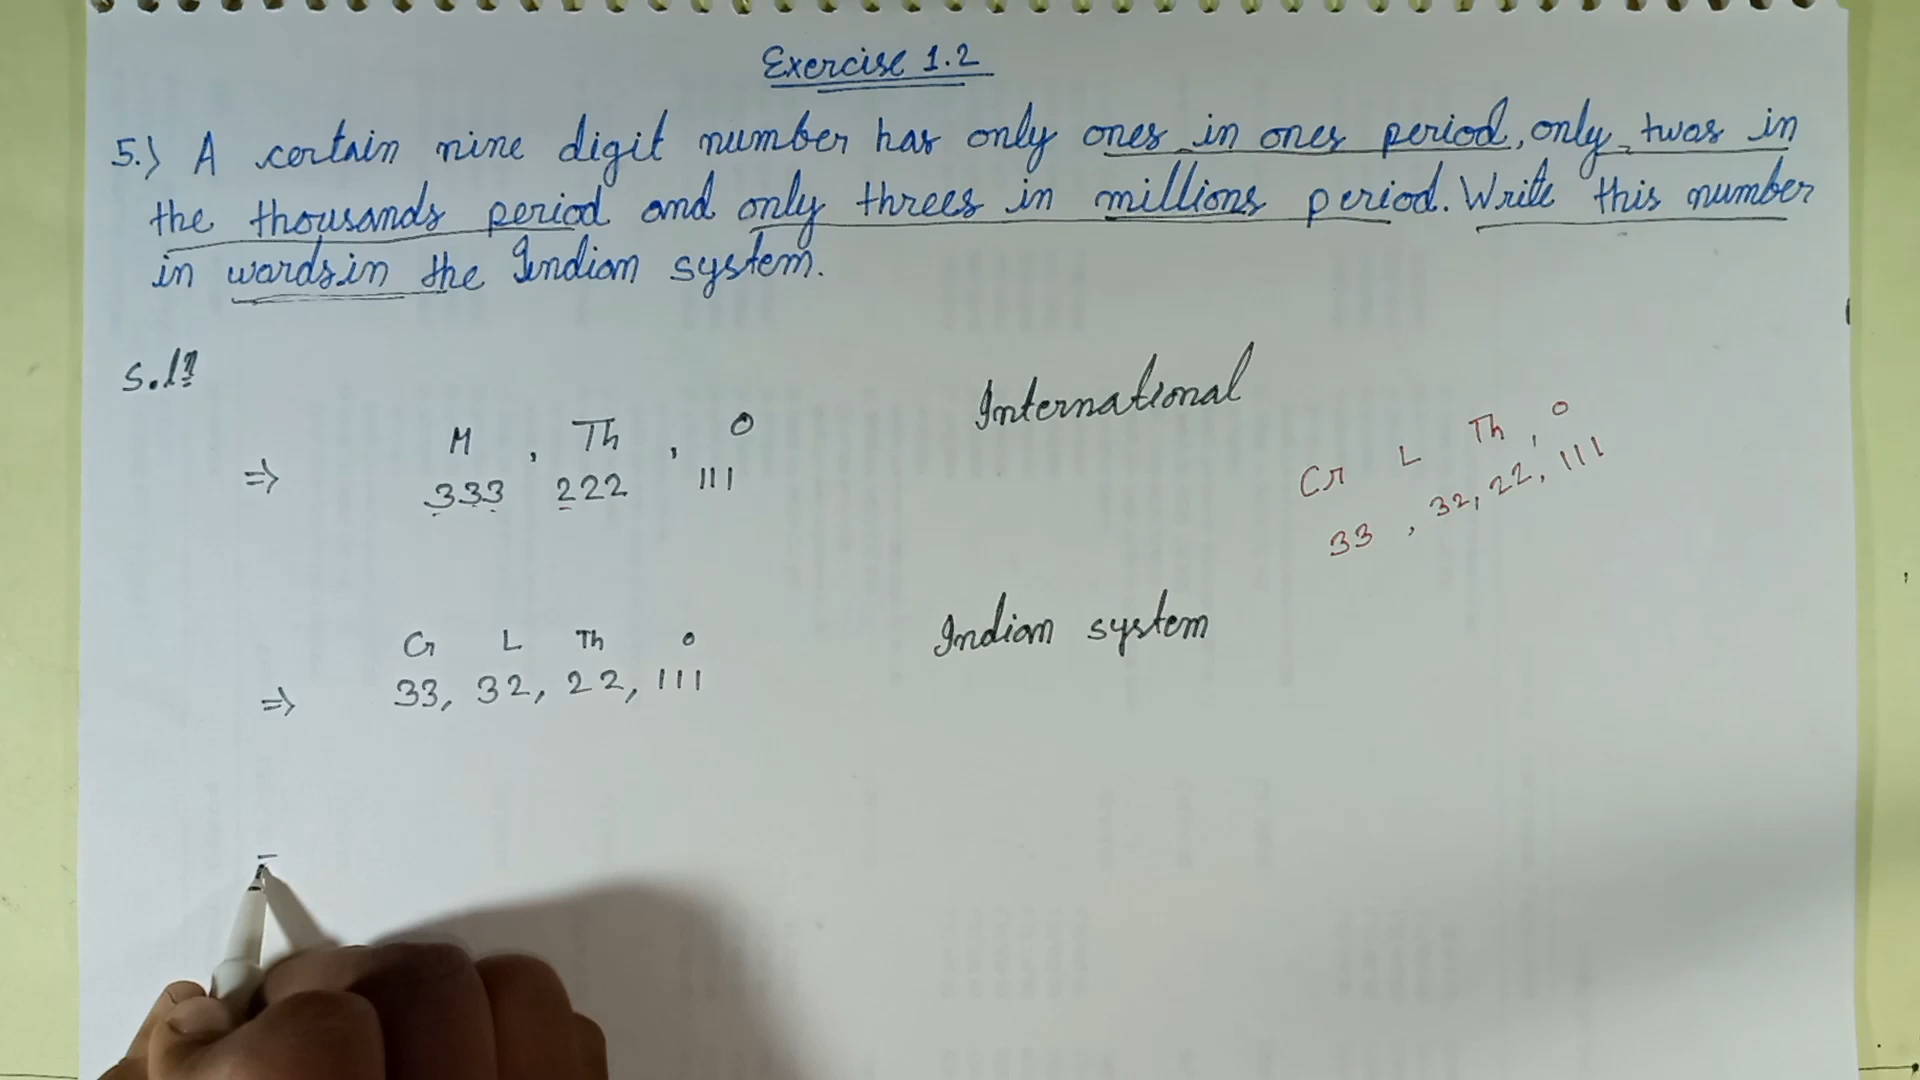 Exercise 1.2
5.) A certain nine digit number has only ones in ones period, only twos in
the thousands period and only threes in millions period. Write this number
in words in the Indian system.
Solⁿ
International
M , Th , O
⇒ 333 222 111
Cr L Th , O
33 , 32, 22, 111
Indian system
Cr L Th O
⇒ 33, 32, 22, 111